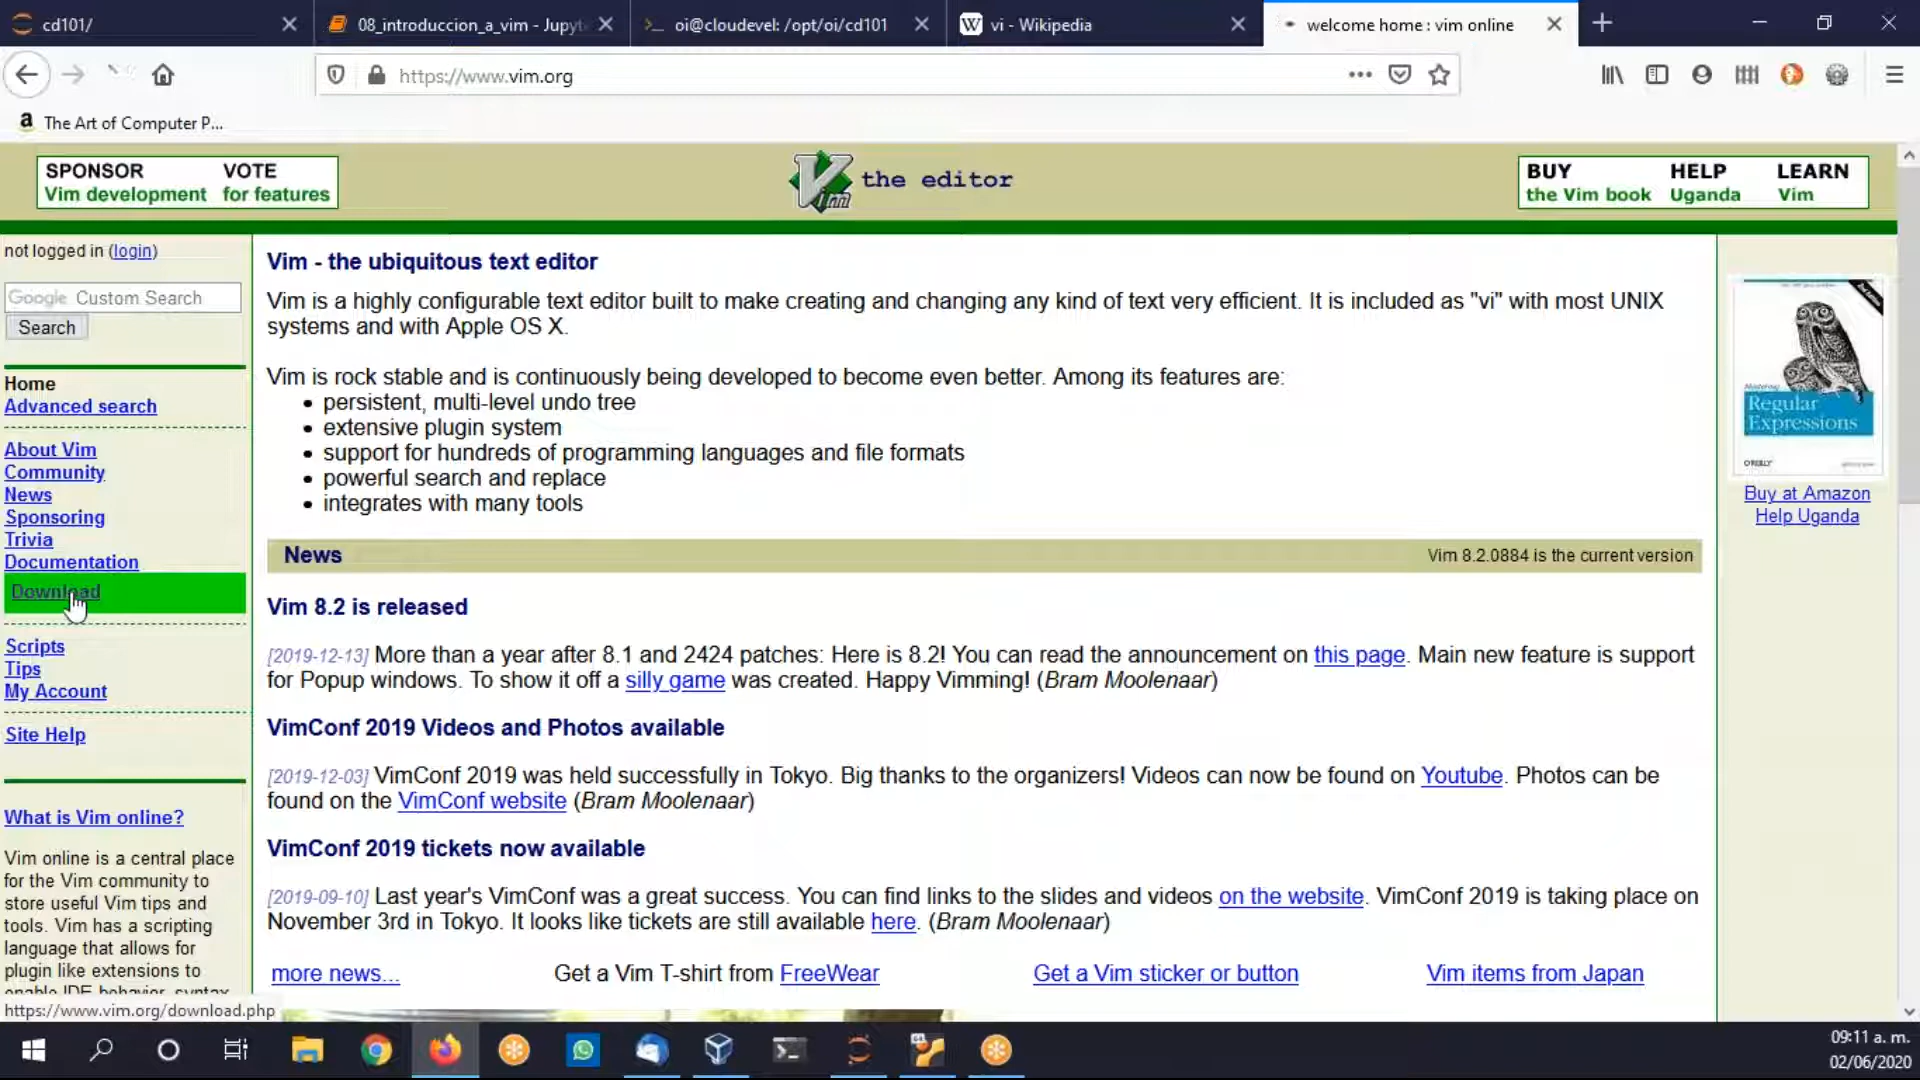 cd101/
08_introduccion_a_vim - Jupyt
oi@cloudevel: /opt/oi/cd101
W vi - Wikipedia
welcome home : vim online
https://www.vim.org
a The Art of Computer P...
SPONSOR VOTE
Vim development for features
Vim the editor
BUY HELP LEARN
the Vim book Uganda Vim
not logged in (login)
Google Custom Search
Search
Home
Advanced search
About Vim
Community
News
Sponsoring
Trivia
Documentation
Download
Scripts
Tips
My Account
Site Help
What is Vim online?
Vim online is a central place
for the Vim community to
store useful Vim tips and
tools. Vim has a scripting
language that allows for
plugin like extensions to
enable IDE behavior, syntax
https://www.vim.org/download.php
Vim - the ubiquitous text editor
Vim is a highly configurable text editor built to make creating and changing any kind of text very efficient. It is included as "vi" with most UNIX
systems and with Apple OS X.
Vim is rock stable and is continuously being developed to become even better. Among its features are:
• persistent, multi-level undo tree
• extensive plugin system
• support for hundreds of programming languages and file formats
• powerful search and replace
• integrates with many tools
News
Vim 8.2.0884 is the current version
Vim 8.2 is released
[2019-12-13] More than a year after 8.1 and 2424 patches: Here is 8.2! You can read the announcement on this page. Main new feature is support
for Popup windows. To show it off a silly game was created. Happy Vimming! (Bram Moolenaar)
VimConf 2019 Videos and Photos available
[2019-12-03] VimConf 2019 was held successfully in Tokyo. Big thanks to the organizers! Videos can now be found on Youtube. Photos can be
found on the VimConf website (Bram Moolenaar)
VimConf 2019 tickets now available
[2019-09-10] Last year's VimConf was a great success. You can find links to the slides and videos on the website. VimConf 2019 is taking place on
November 3rd in Tokyo. It looks like tickets are still available here. (Bram Moolenaar)
more news... Get a Vim T-shirt from FreeWear Get a Vim sticker or button Vim items from Japan
Mastering
Regular
Expressions
O'REILLY
Buy at Amazon
Help Uganda
09:11 a. m.
02/06/2020